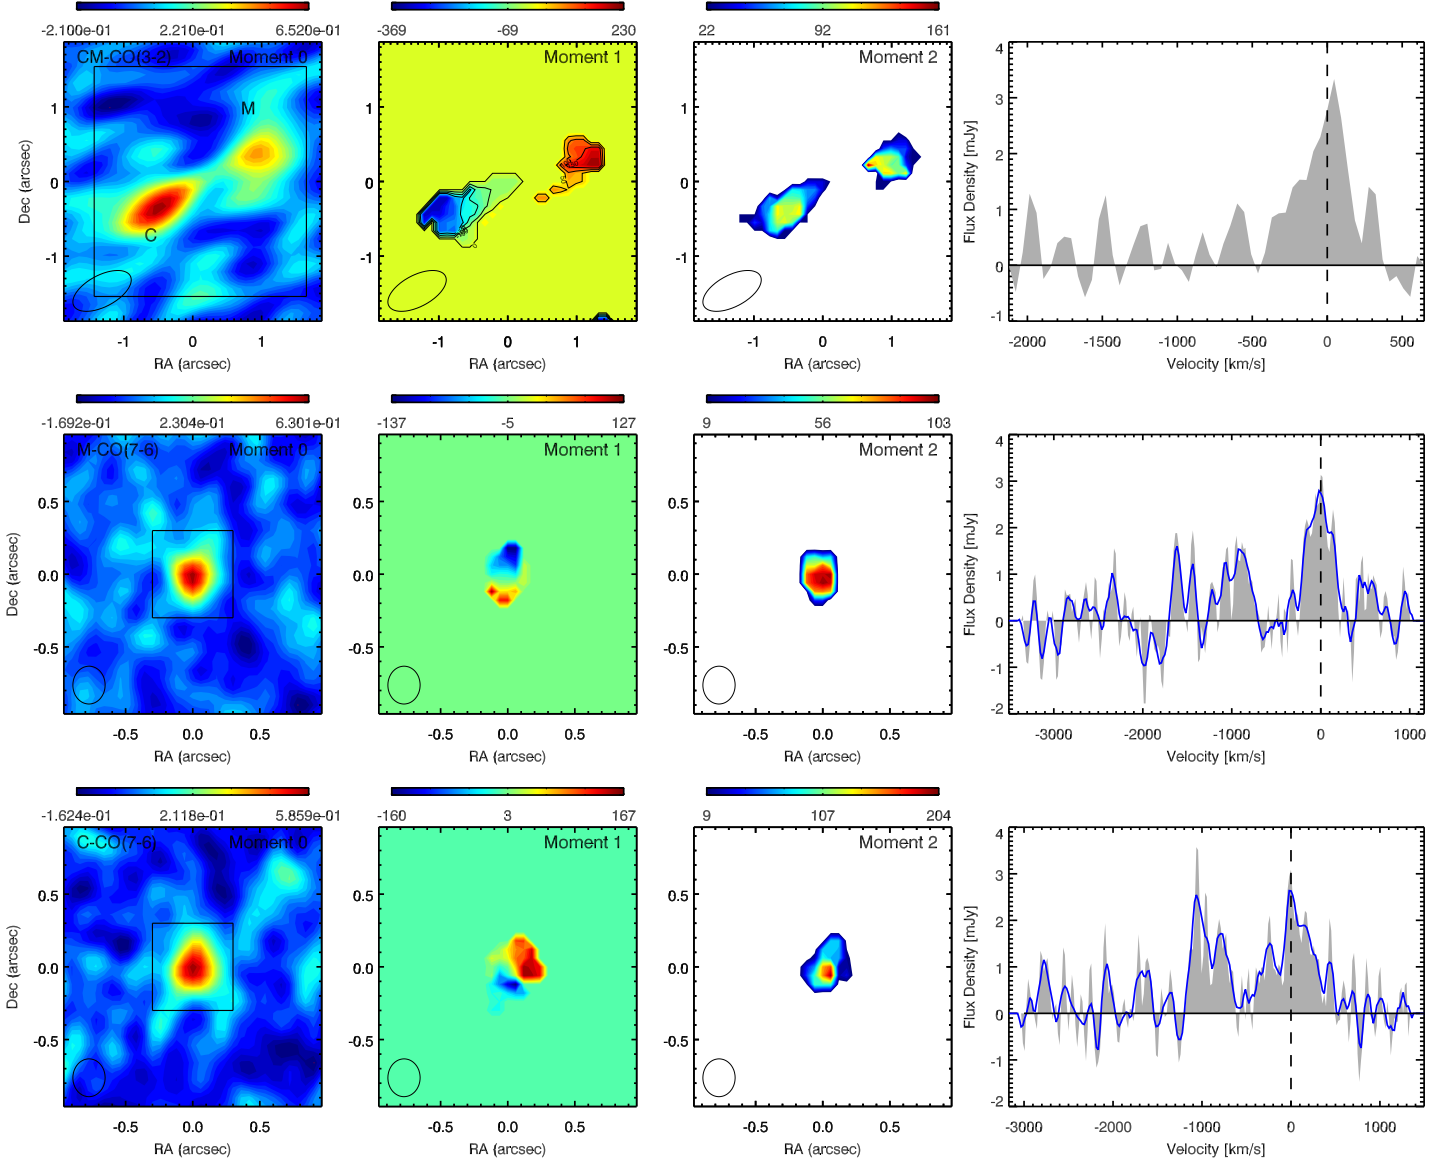 -2.100e-01 2.210e-01 6.520e-01
-369 -69 230
22 92 161
CM-CO(3-2) Moment 0
M
C
Moment 1
Moment 2
Dec (arcsec)
1
0
-1
-1 0 1
RA (arcsec)
1
0
-1
-1 0 1
RA (arcsec)
1
0
-1
-1 0 1
RA (arcsec)
Flux Density [mJy]
4
3
2
1
0
-1
-2000 -1500 -1000 -500 0 500
Velocity [km/s]
-1.692e-01 2.304e-01 6.301e-01
-137 -5 127
9 56 103
M-CO(7-6) Moment 0
Moment 1
Moment 2
Dec (arcsec)
0.5
0.0
-0.5
-0.5 0.0 0.5
RA (arcsec)
0.5
0.0
-0.5
-0.5 0.0 0.5
RA (arcsec)
0.5
0.0
-0.5
-0.5 0.0 0.5
RA (arcsec)
Flux Density [mJy]
4
3
2
1
0
-1
-2
-3000 -2000 -1000 0 1000
Velocity [km/s]
-1.624e-01 2.118e-01 5.859e-01
-160 3 167
9 107 204
C-CO(7-6) Moment 0
Moment 1
Moment 2
Dec (arcsec)
0.5
0.0
-0.5
-0.5 0.0 0.5
RA (arcsec)
0.5
0.0
-0.5
-0.5 0.0 0.5
RA (arcsec)
0.5
0.0
-0.5
-0.5 0.0 0.5
RA (arcsec)
Flux Density [mJy]
4
3
2
1
0
-1
-2
-3000 -2000 -1000 0 1000
Velocity [km/s]